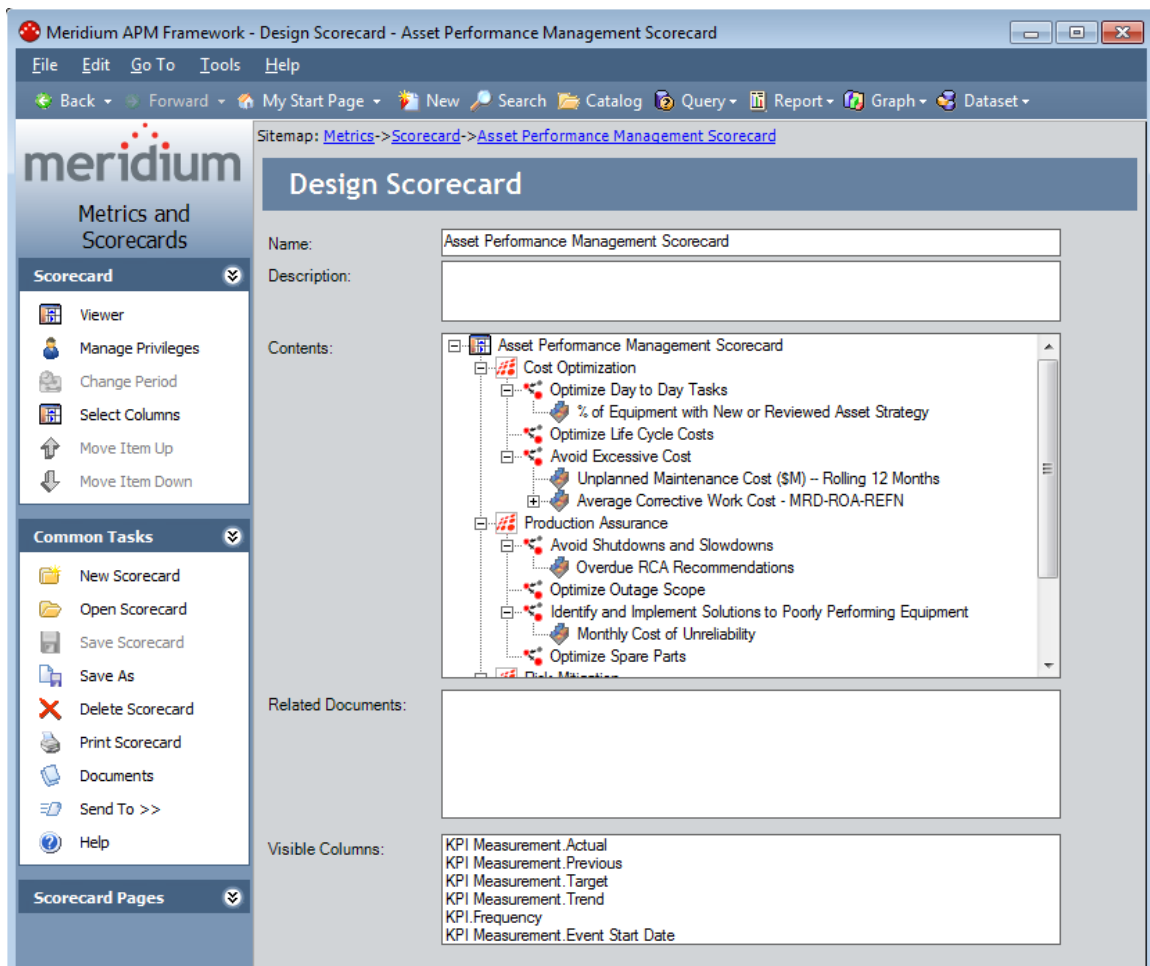 Meridium APM Framework - Design Scorecard - Asset Performance Management Scorecard
File Edit Go To Tools Help
Back Forward My Start Page New Search Catalog Query Report Graph Dataset
meridium
Metrics and
Scorecards
Scorecard
Viewer
Manage Privileges
Change Period
Select Columns
Move Item Up
Move Item Down
Common Tasks
New Scorecard
Open Scorecard
Save Scorecard
Save As
Delete Scorecard
Print Scorecard
Documents
Send To >>
Help
Scorecard Pages
Sitemap: Metrics->Scorecard->Asset Performance Management Scorecard
Design Scorecard
Name: Asset Performance Management Scorecard
Description:
Contents:
Asset Performance Management Scorecard
Cost Optimization
Optimize Day to Day Tasks
% of Equipment with New or Reviewed Asset Strategy
Optimize Life Cycle Costs
Avoid Excessive Cost
Unplanned Maintenance Cost ($M) -- Rolling 12 Months
Average Corrective Work Cost - MRD-ROA-REFN
Production Assurance
Avoid Shutdowns and Slowdowns
Overdue RCA Recommendations
Optimize Outage Scope
Identify and Implement Solutions to Poorly Performing Equipment
Monthly Cost of Unreliability
Optimize Spare Parts
Risk Mitigation
Related Documents:
Visible Columns:
KPI Measurement.Actual
KPI Measurement.Previous
KPI Measurement.Target
KPI Measurement.Trend
KPI.Frequency
KPI Measurement.Event Start Date